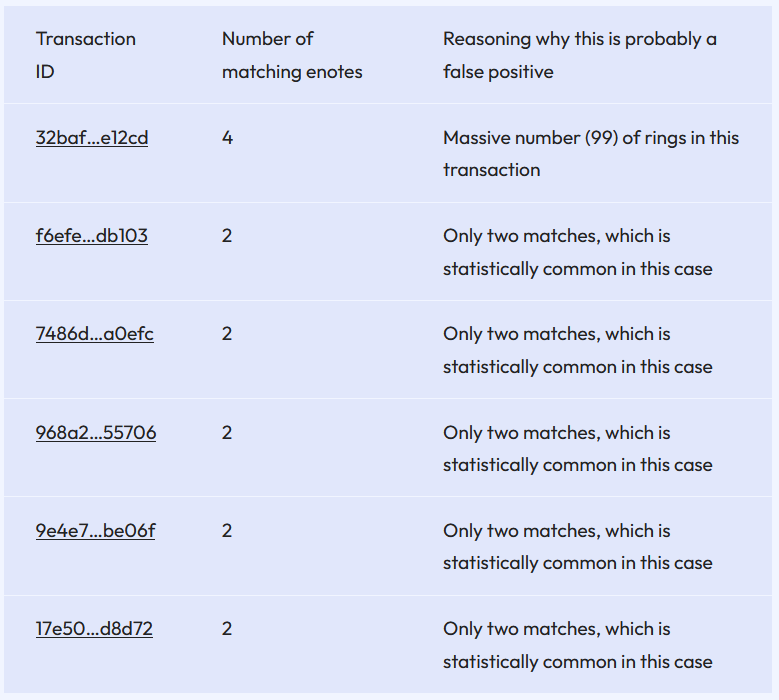 Transaction ID
Number of matching enotes
Reasoning why this is probably a false positive
32baf...e12cd
4
Massive number (99) of rings in this
transaction
f6efe...db103
2
Only two matches, which is
statistically common in this case
7486d...a0efc
2
Only two matches, which is
statistically common in this case
968a2...55706
2
Only two matches, which is
statistically common in this case
9e4e7...be06f
2
Only two matches, which is
statistically common in this case
17e50...d8d72
2
Only two matches, which is
statistically common in this case